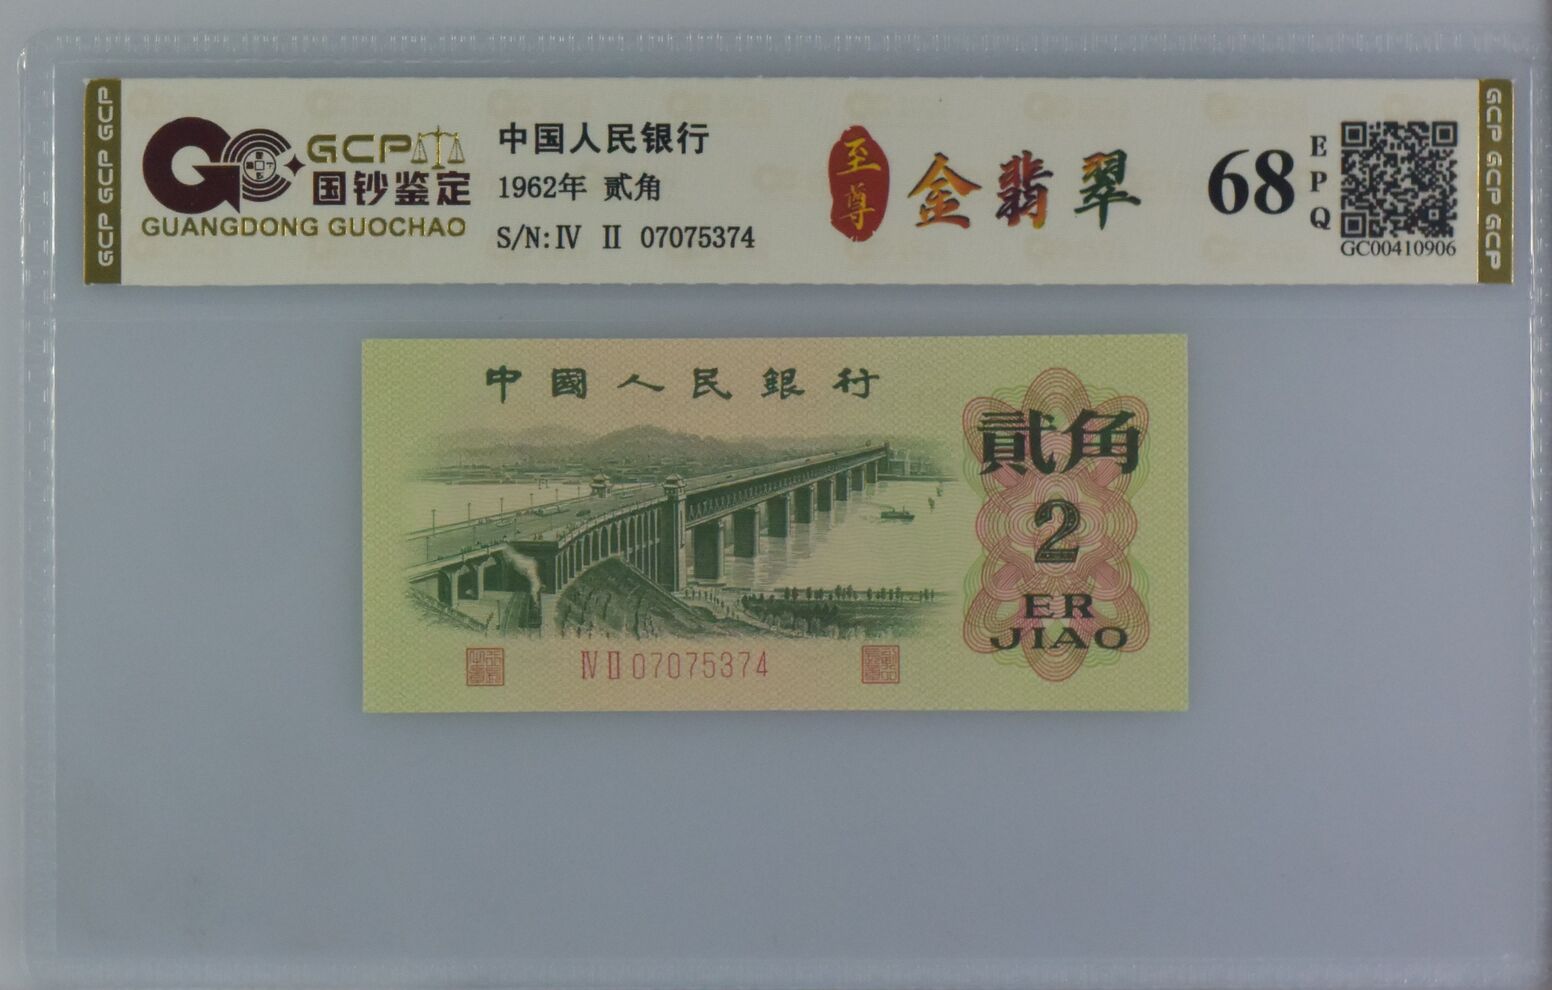 GCP GCP GCP
GCP
国钞鉴定
GUANGDONG GUOCHAO
中国人民银行
1962年 贰角
S/N: Ⅳ Ⅱ 07075374
至尊
金翡翠
68
EPQ
GC00410906
GCP GCP GCP
中國人民銀行
貳角
2
ER
JIAO
Ⅳ Ⅱ 07075374